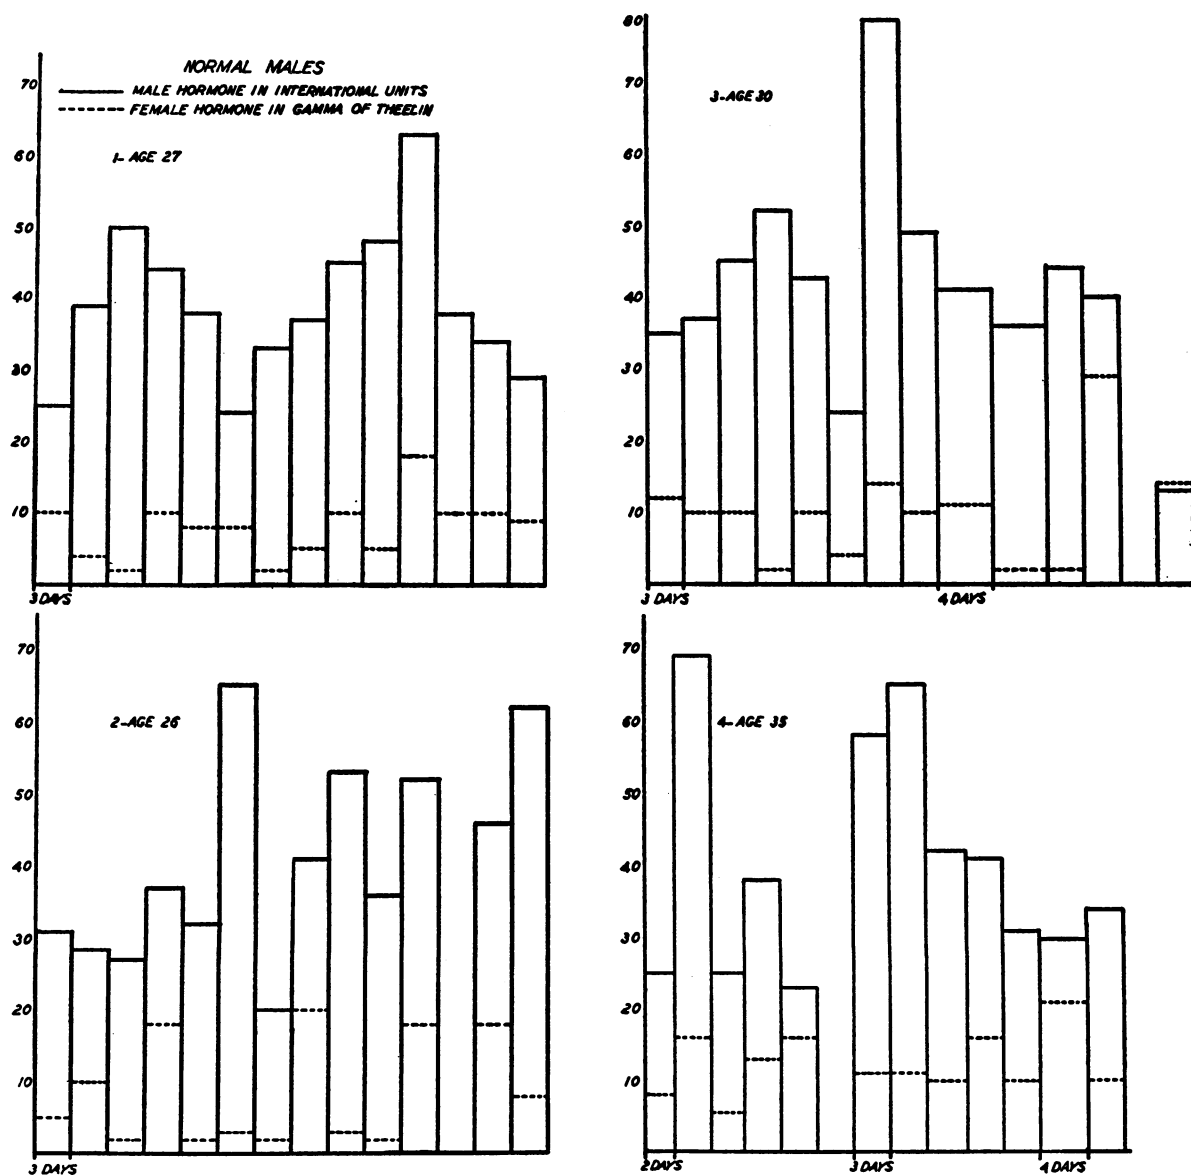 NORMAL MALES
MALE HORMONE IN INTERNATIONAL UNITS
FEMALE HORMONE IN GAMMA OF THEELIN
1- AGE 27
70
60
50
40
30
20
10
3 DAYS
3-AGE 30
80
70
60
50
40
30
20
10
3 DAYS
4 DAYS
2-AGE 26
70
60
50
40
30
20
10
3 DAYS
4- AGE 35
70
60
50
40
30
20
10
2 DAYS
3 DAYS
4 DAYS